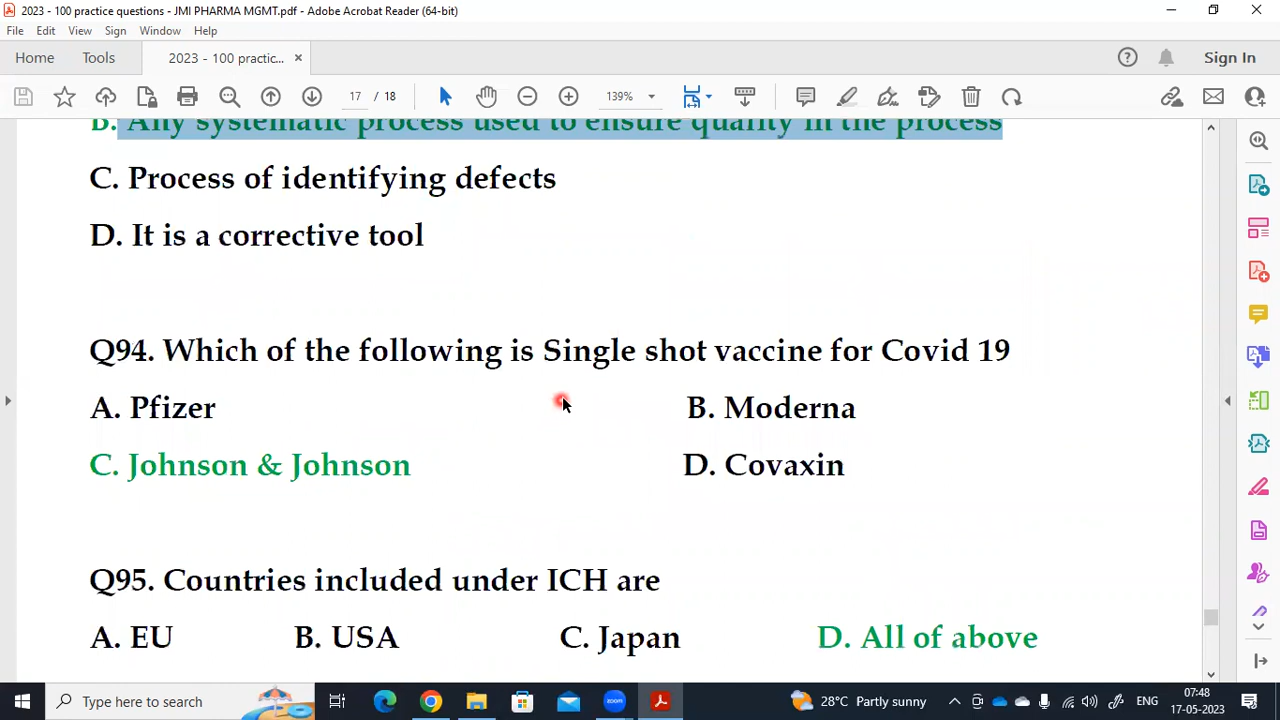 2023 - 100 practice questions - JMI PHARMA MGMT.pdf - Adobe Acrobat Reader (64-bit)
File Edit View Sign Window Help
Home Tools 2023 - 100 practic... × Sign In
17 / 18 139%
B. Any systematic process used to ensure quality in the process
C. Process of identifying defects
D. It is a corrective tool
Q94. Which of the following is Single shot vaccine for Covid 19
A. Pfizer B. Moderna
C. Johnson & Johnson D. Covaxin
Q95. Countries included under ICH are
A. EU B. USA C. Japan D. All of above
Type here to search zoom 28°C Partly sunny ENG 07:48
17-05-2023